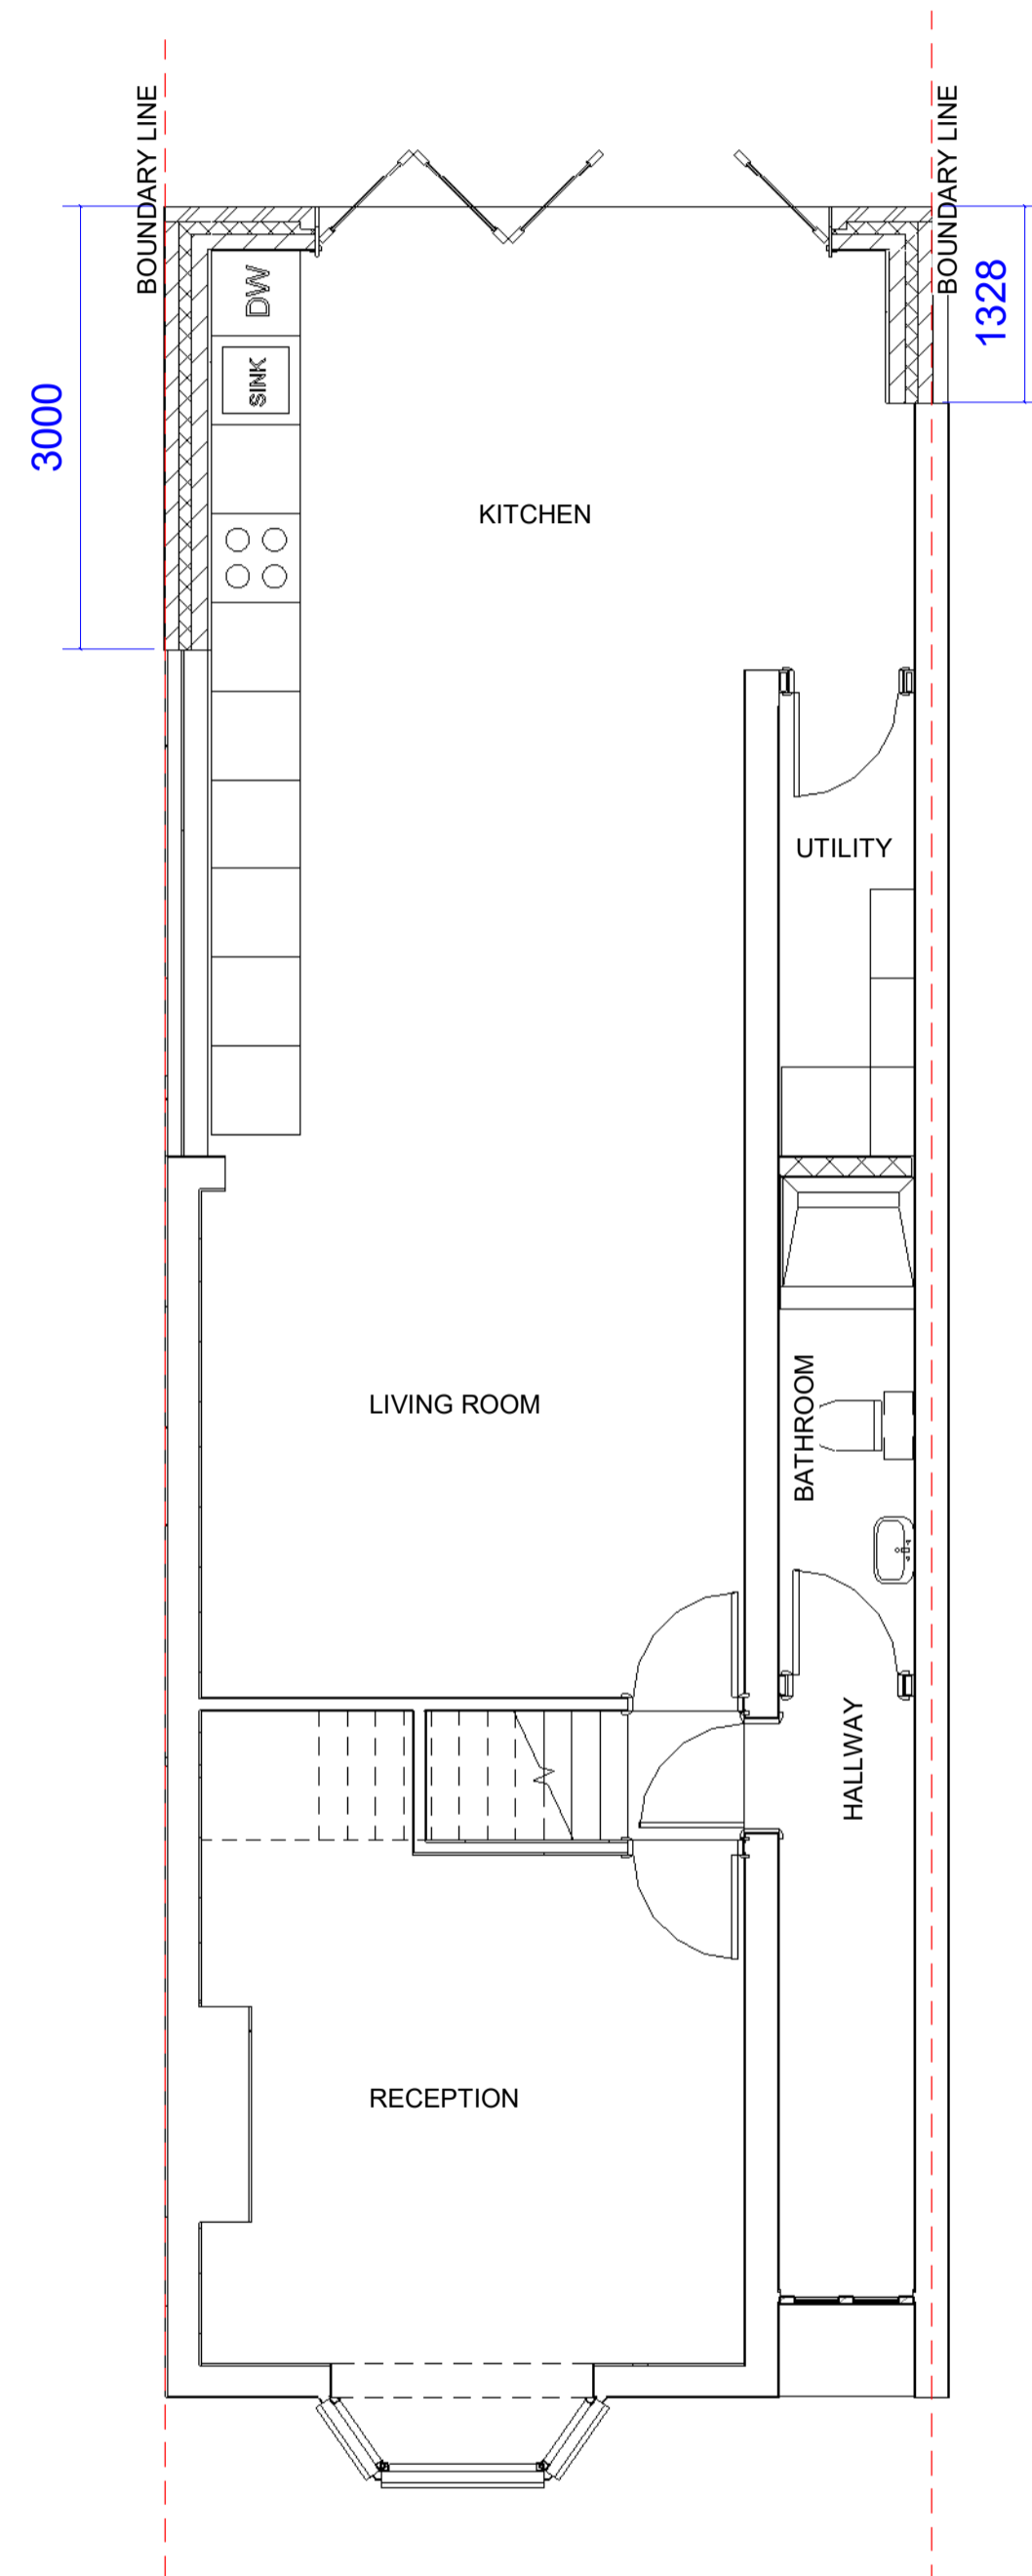 BOUNDARY LINE
BOUNDARY LINE
DW
1328
SINK
3000
KITCHEN
UTILITY
BATHROOM
LIVING ROOM
HALLWAY
RECEPTION